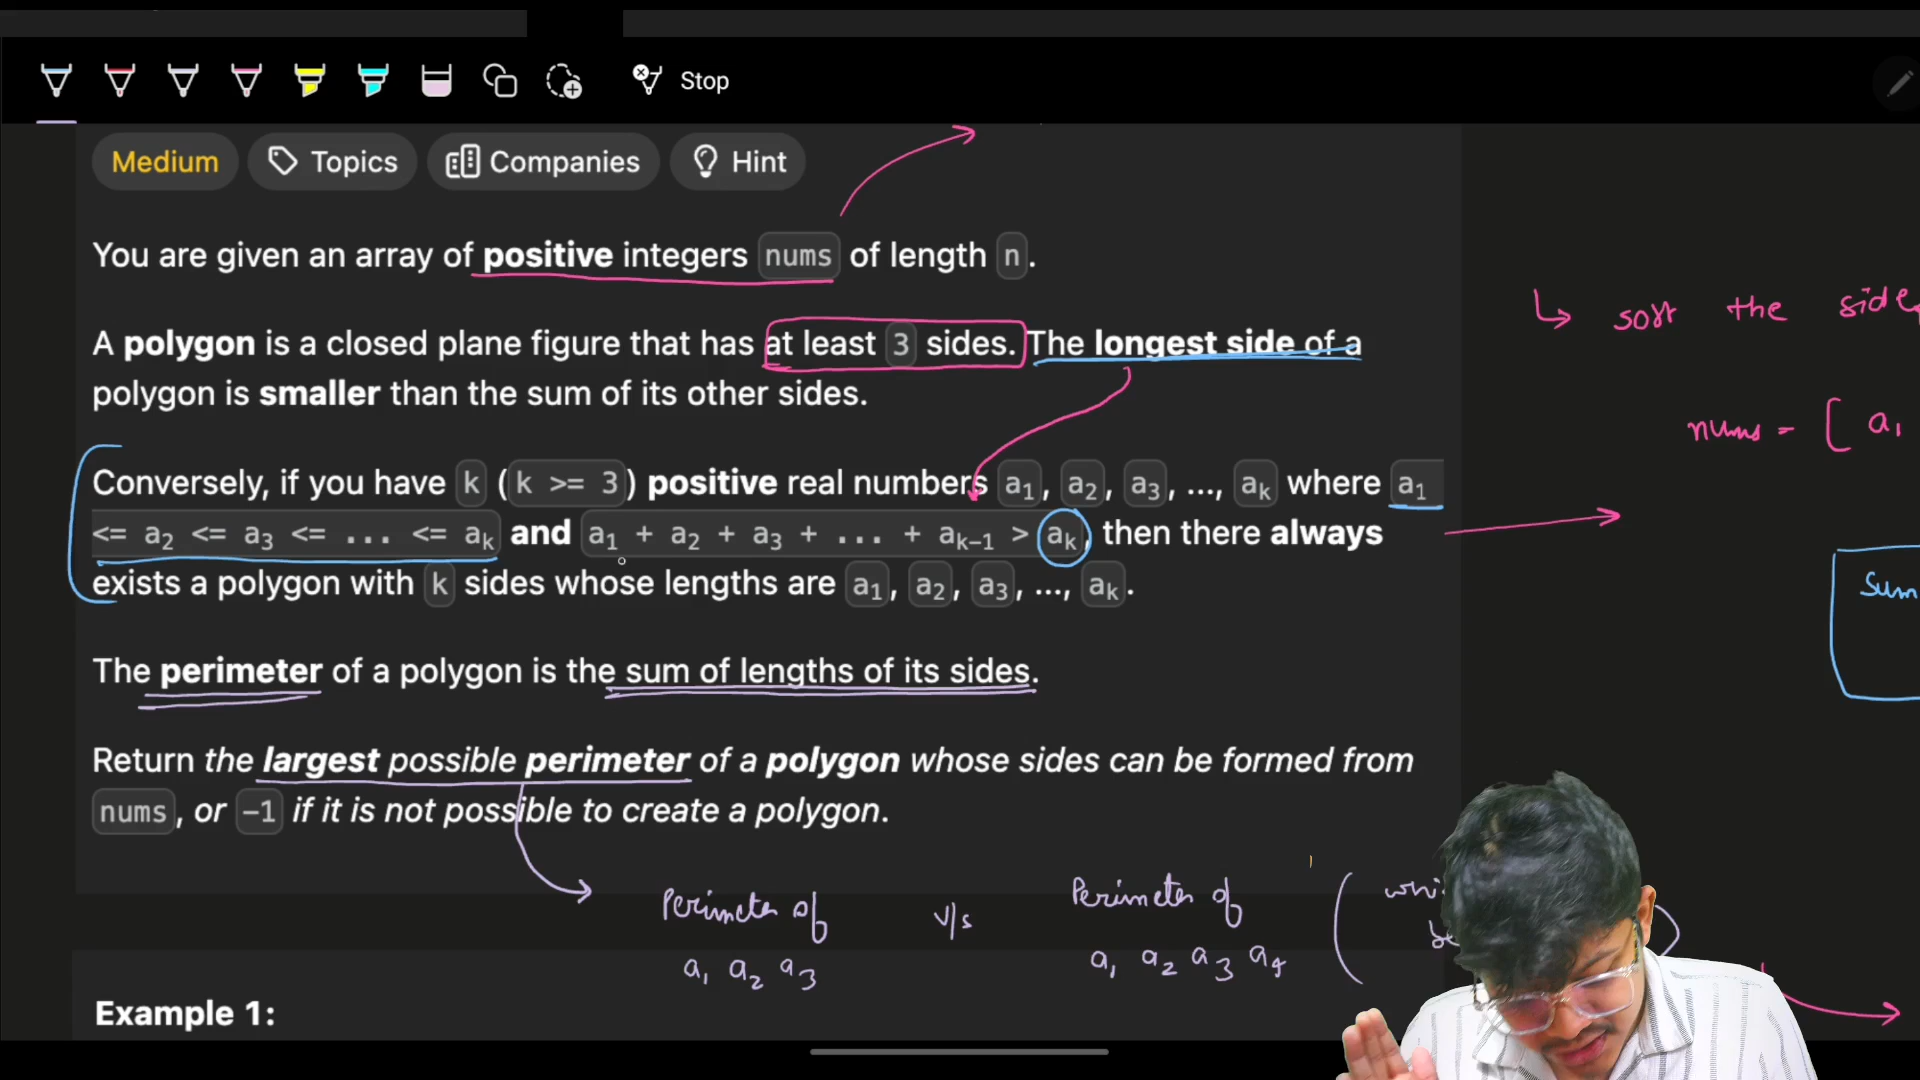 Stop
Medium Topics Companies Hint
You are given an array of positive integers nums of length n.
A polygon is a closed plane figure that has at least 3 sides. The longest side of a
polygon is smaller than the sum of its other sides.
Conversely, if you have k (k >= 3) positive real numbers a1, a2, a3, ..., ak where a1
<= a2 <= a3 <= ... <= ak and a1 + a2 + a3 + ... + ak-1 > ak, then there always
exists a polygon with k sides whose lengths are a1, a2, a3, ..., ak.
The perimeter of a polygon is the sum of lengths of its sides.
Return the largest possible perimeter of a polygon whose sides can be formed from
nums, or -1 if it is not possible to create a polygon.
sort the side
nums = [ a1
Sum
Perimeter of v/s Perimeter of
a1 a2 a3 a1 a2 a3 a4
Example 1: